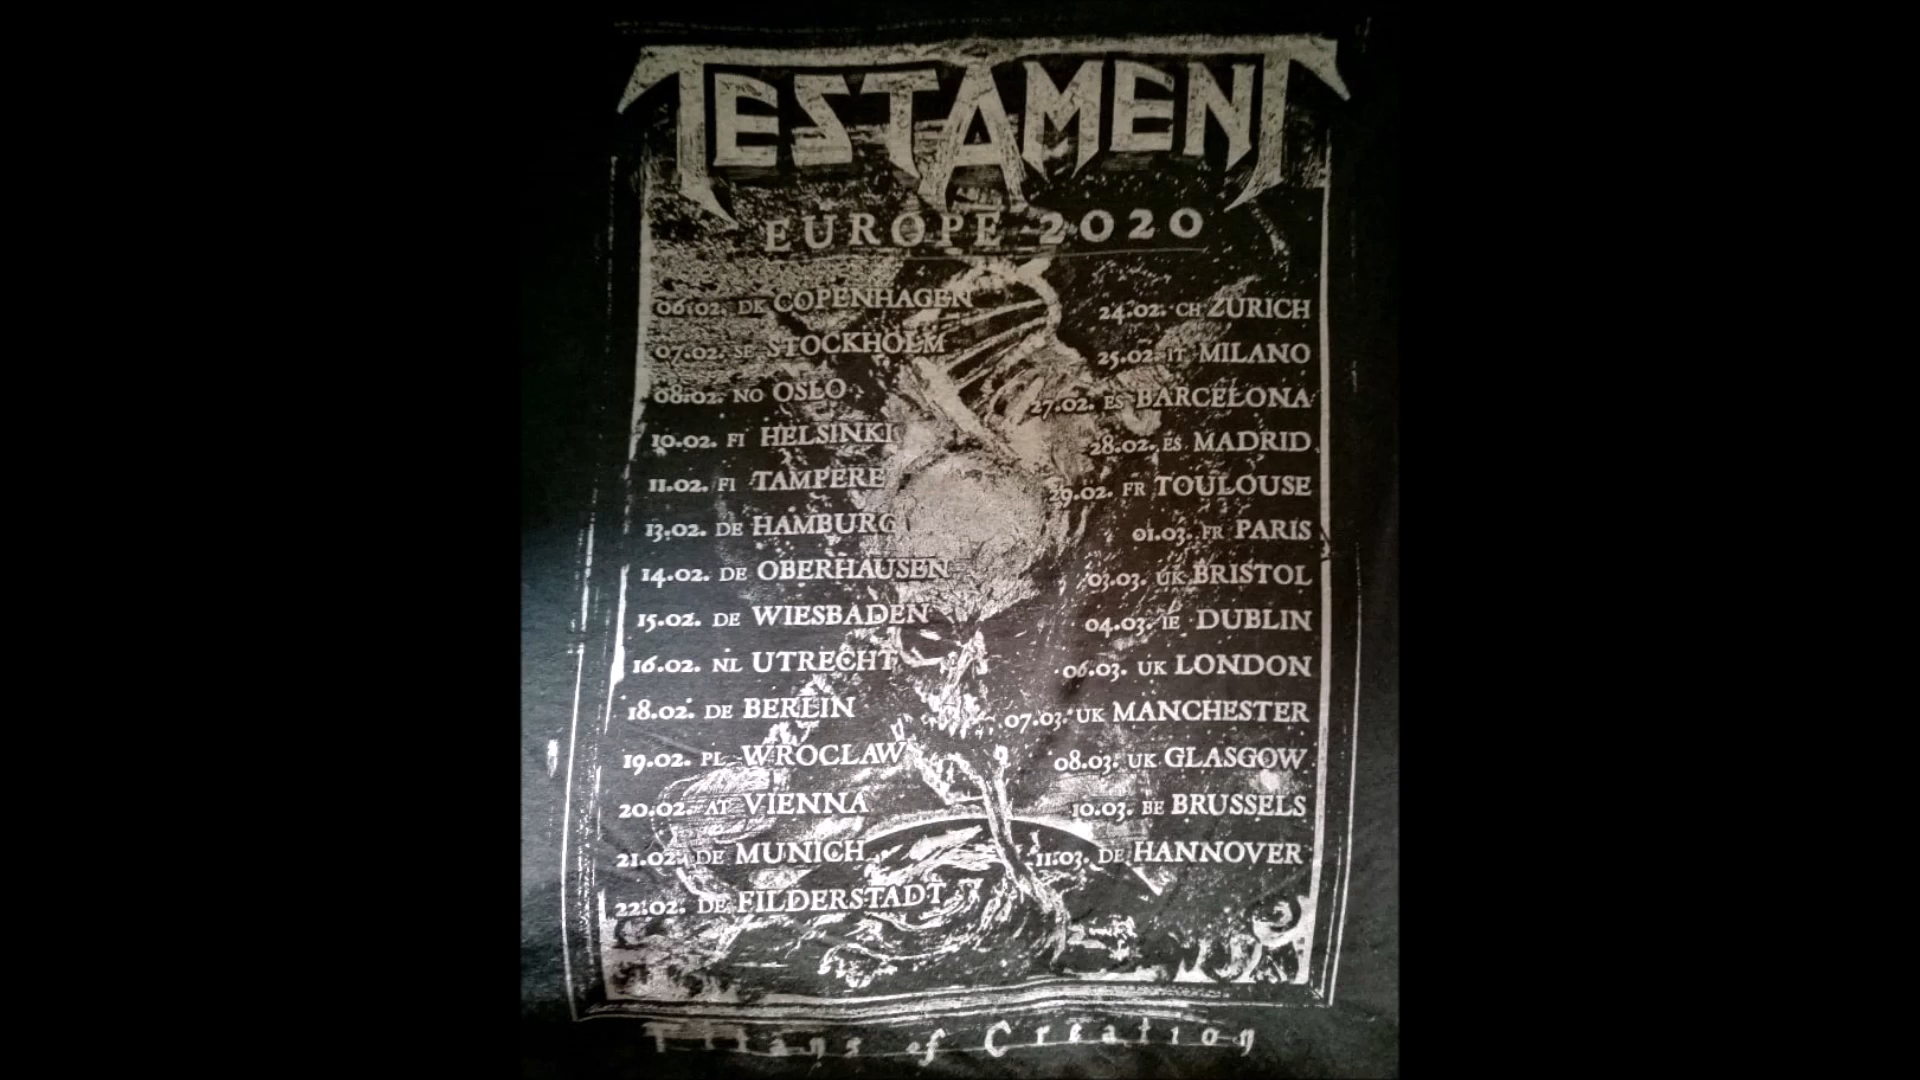 TESTAMENT
EUROPE 2020
06.02. DK COPENHAGEN
07.02. SE STOCKHOLM
08.02. NO OSLO
10.02. FI HELSINKI
11.02. FI TAMPERE
13.02. DE HAMBURG
14.02. DE OBERHAUSEN
15.02. DE WIESBADEN
16.02. NL UTRECHT
18.02. DE BERLIN
19.02. PL WROCLAW
20.02. AT VIENNA
21.02. DE MUNICH
22.02. DE FILDERSTADT
24.02. CH ZURICH
25.02. IT MILANO
27.02. ES BARCELONA
28.02. ES MADRID
29.02. FR TOULOUSE
01.03. FR PARIS
03.03. UK BRISTOL
04.03. IE DUBLIN
06.03. UK LONDON
07.03. UK MANCHESTER
08.03. UK GLASGOW
10.03. BE BRUSSELS
11.03. DE HANNOVER
Titans of Creation